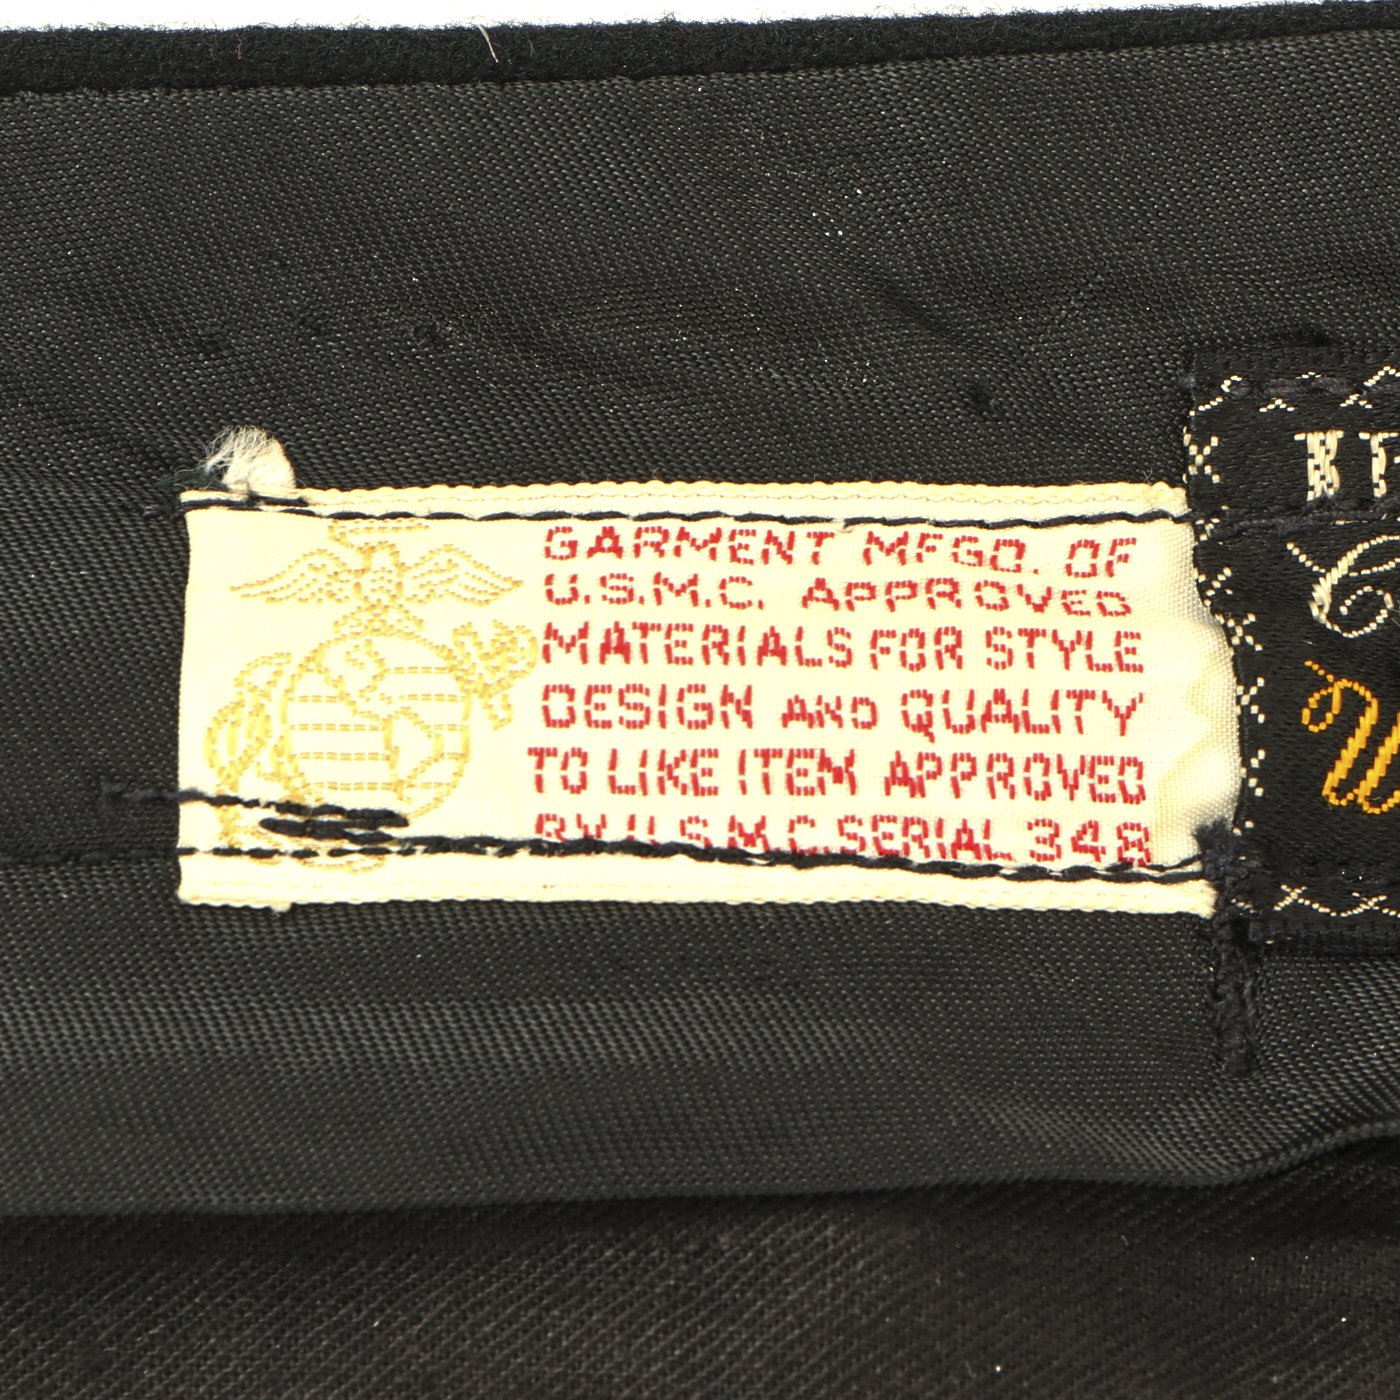 GARMENT MFGD. OF
U.S.M.C. APPROVED
MATERIALS FOR STYLE
DESIGN AND QUALITY
TO LIKE ITEM APPROVED
BY U.S.M.C. SERIAL 348